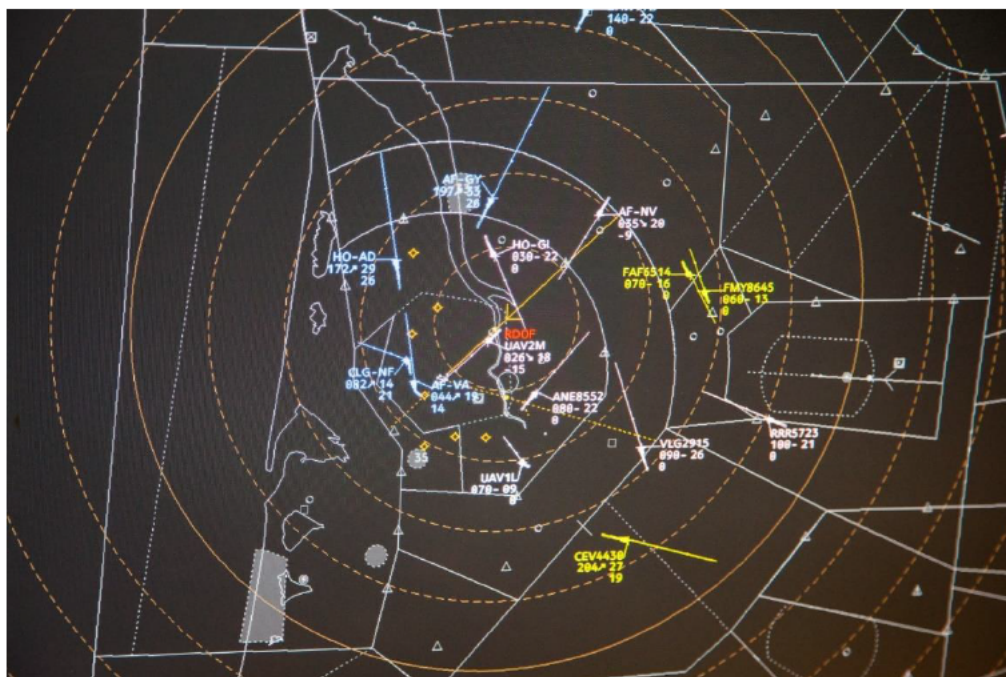 140- 22
0
AF-GY
197↗ 33
26
AF-NV
035↘ 20
-9
HO-GL
030- 22
0
HO-AD
172↗ 29
26
FAF6514
070- 16
0
FMY8645
060- 13
0
RDOF
UAV2M
026↘ 18
-15
CLG-NF
082↗ 14
21
AF-VA
044↗ 19
14
ANE8552
080- 22
0
RRR5723
100- 21
0
VLG2915
090- 26
0
35
UAV1L
070- 09
0
CEV4430
204↗ 27
19